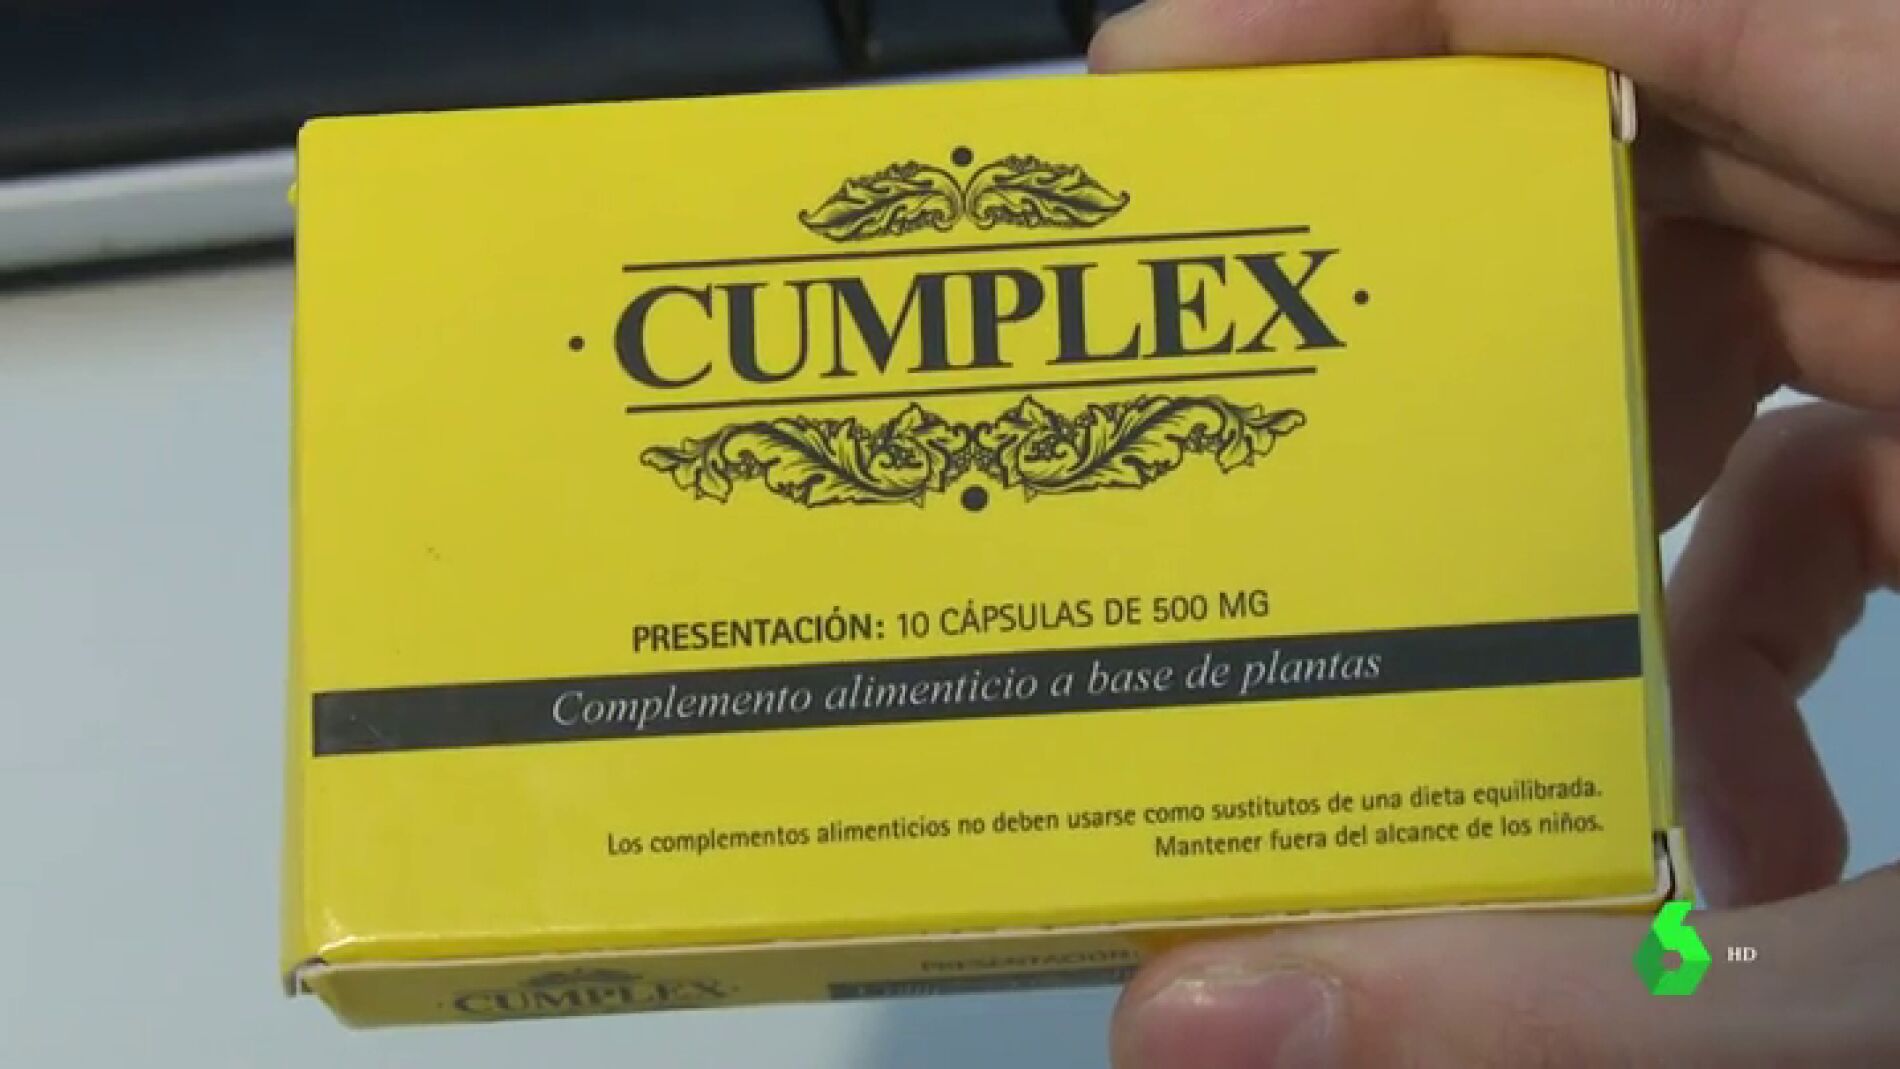 CUMPLEX
PRESENTACIÓN: 10 CÁPSULAS DE 500 MG
Complemento alimenticio a base de plantas
Los complementos alimenticios no deben usarse como sustitutos de una dieta equilibrada.
Mantener fuera del alcance de los niños.
CUMPLEX
PRESENTACIÓN:
HD